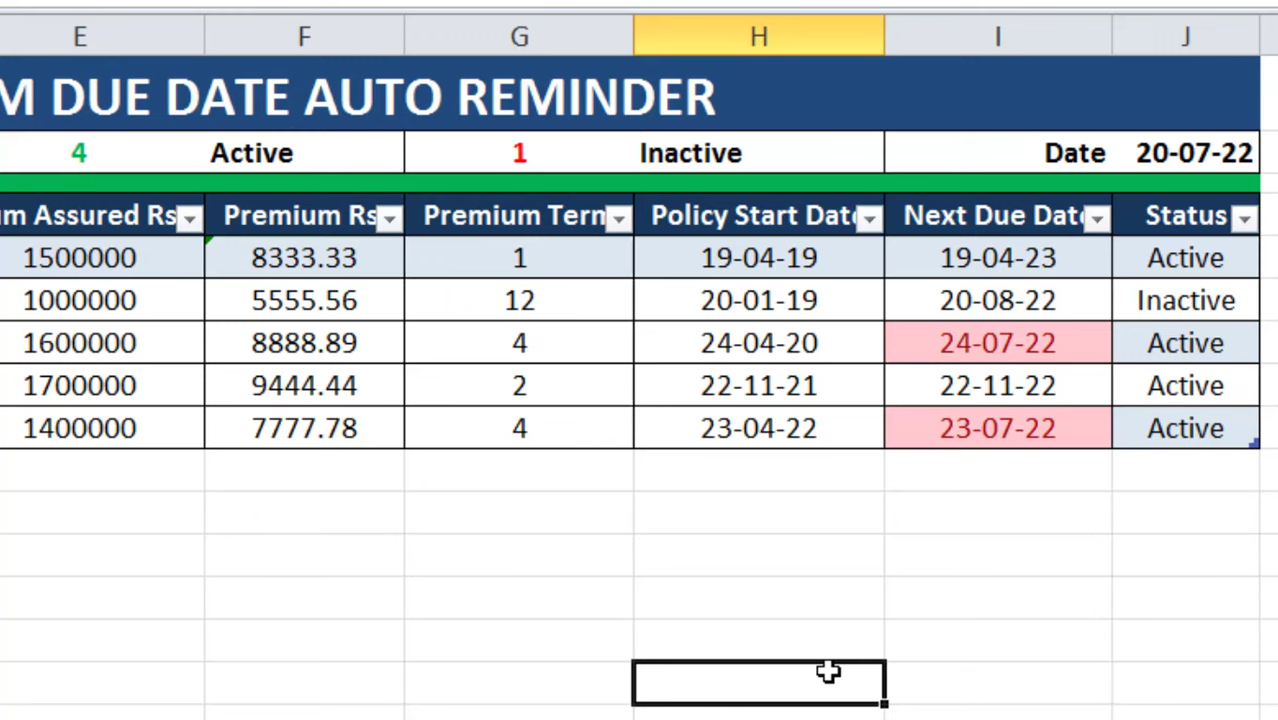 E F G H I J
M DUE DATE AUTO REMINDER
4 Active 1 Inactive Date 20-07-22
um Assured Rs Premium Rs Premium Term Policy Start Date Next Due Date Status
1500000 8333.33 1 19-04-19 19-04-23 Active
1000000 5555.56 12 20-01-19 20-08-22 Inactive
1600000 8888.89 4 24-04-20 24-07-22 Active
1700000 9444.44 2 22-11-21 22-11-22 Active
1400000 7777.78 4 23-04-22 23-07-22 Active